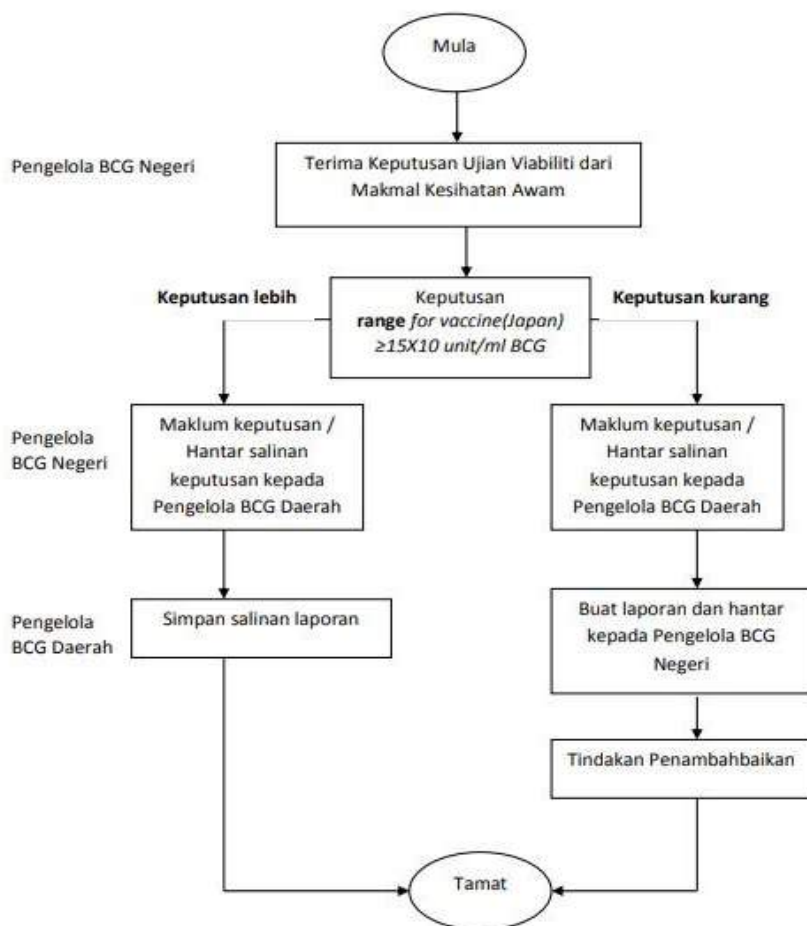 Mula
Pengelola BCG Negeri
Terima Keputusan Ujian Viabiliti dari
Makmal Kesihatan Awam
Keputusan lebih
Keputusan
range for vaccine(Japan)
≥15X10 unit/ml BCG
Keputusan kurang
Pengelola
BCG Negeri
Maklum keputusan /
Hantar salinan
keputusan kepada
Pengelola BCG Daerah
Maklum keputusan /
Hantar salinan
keputusan kepada
Pengelola BCG Daerah
Pengelola
BCG Daerah
Simpan salinan laporan
Buat laporan dan hantar
kepada Pengelola BCG
Negeri
Tindakan Penambahbaikan
Tamat